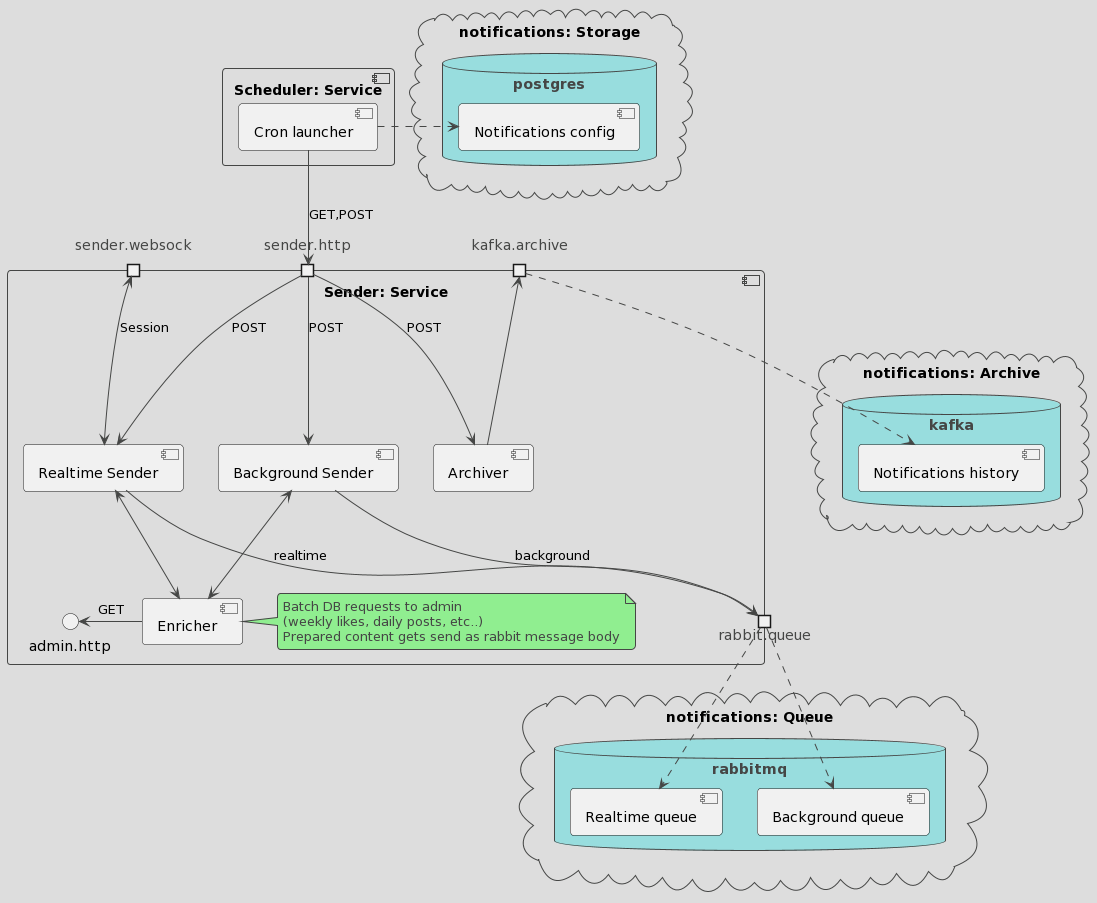 notifications: Storage
postgres
Scheduler: Service
Cron launcher
Notifications config
GET,POST
sender.websock
sender.http
kafka.archive
Sender: Service
Session
POST
POST
POST
notifications: Archive
kafka
Realtime Sender
Background Sender
Archiver
Notifications history
realtime
background
GET
Enricher
admin.http
Batch DB requests to admin
(weekly likes, daily posts, etc..)
Prepared content gets send as rabbit message body
rabbit.queue
notifications: Queue
rabbitmq
Realtime queue
Background queue